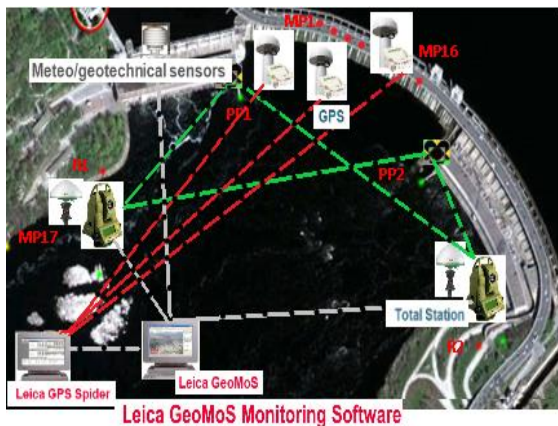 MP1
MP16
Meteo/geotechnical sensors
PP1
GPS
R1
PP2
MP17
Total Station
R2
Leica GPS Spider
Leica GeoMoS
Leica GeoMoS Monitoring Software